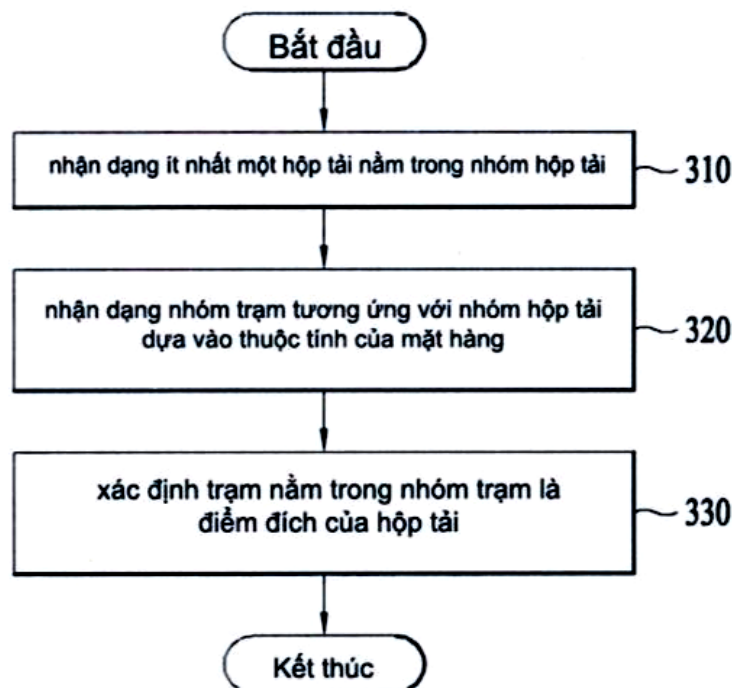 Bắt đầu
nhận dạng ít nhất một hộp tải nằm trong nhóm hộp tải
310
nhận dạng nhóm trạm tương ứng với nhóm hộp tải
dựa vào thuộc tính của mặt hàng
320
xác định trạm nằm trong nhóm trạm là
điểm đích của hộp tải
330
Kết thúc